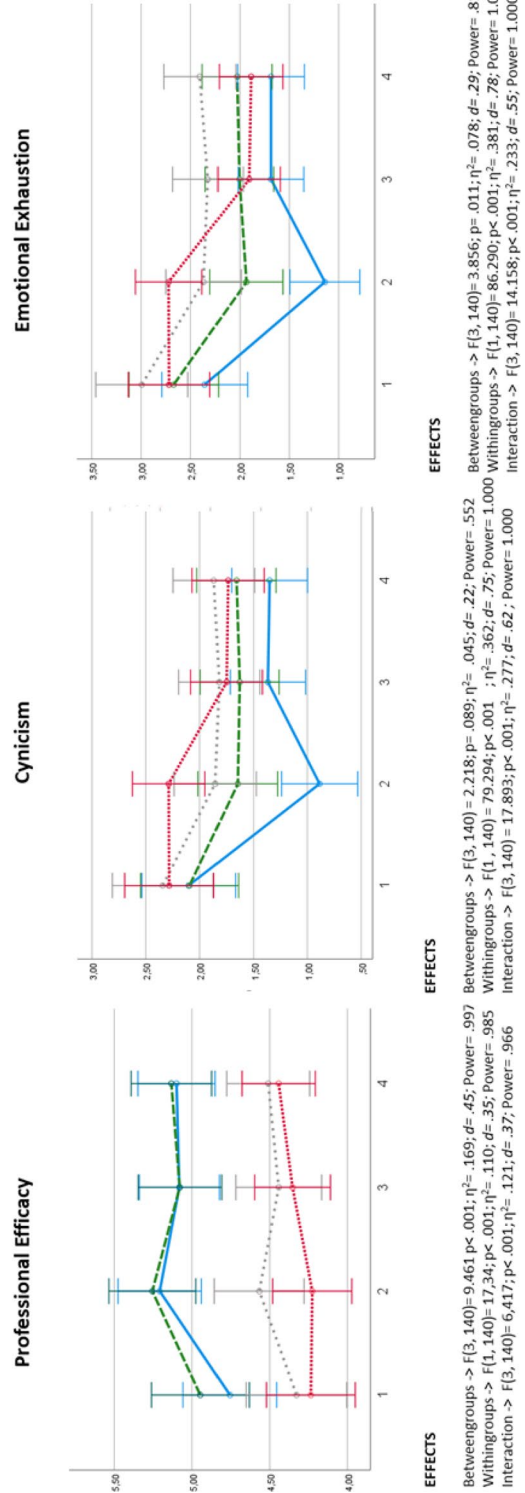 Professional Efficacy
5,50
5,00
4,50
4,00
1
2
3
4
EFFECTS
Betweengroups -> F(3, 140)= 9.461 p< .001; η²= .169; d= .45; Power= .997
Withingroups -> F(1, 140)= 17,34; p< .001; η²= .110; d= .35; Power= .985
Interaction -> F(3, 140)= 6,417; p< .001; η²= .121; d= .37; Power= .966
Cynicism
3,00
2,50
2,00
1,50
1,00
,50
1
2
3
4
EFFECTS
Betweengroups -> F(3, 140) = 2.218; p= .089; η²= .045; d= .22; Power= .552
Withingroups -> F(1, 140) = 79.294; p< .001 ; η²= .362; d= .75; Power= 1.000
Interaction -> F(3, 140) = 17.893; p< .001; η²= .277; d= .62 ; Power= 1.000
Emotional Exhaustion
3,50
3,00
2,50
2,00
1,50
1,00
1
2
3
4
EFFECTS
Betweengroups -> F(3, 140)= 3.856; p= .011; η²= .078; d= .29; Power= .8
Withingroups -> F(1, 140)= 86.290; p< .001; η²= .381; d= .78; Power= 1.0
Interaction -> F(3, 140)= 14.158; p< .001; η²= .233; d= .55; Power= 1.000